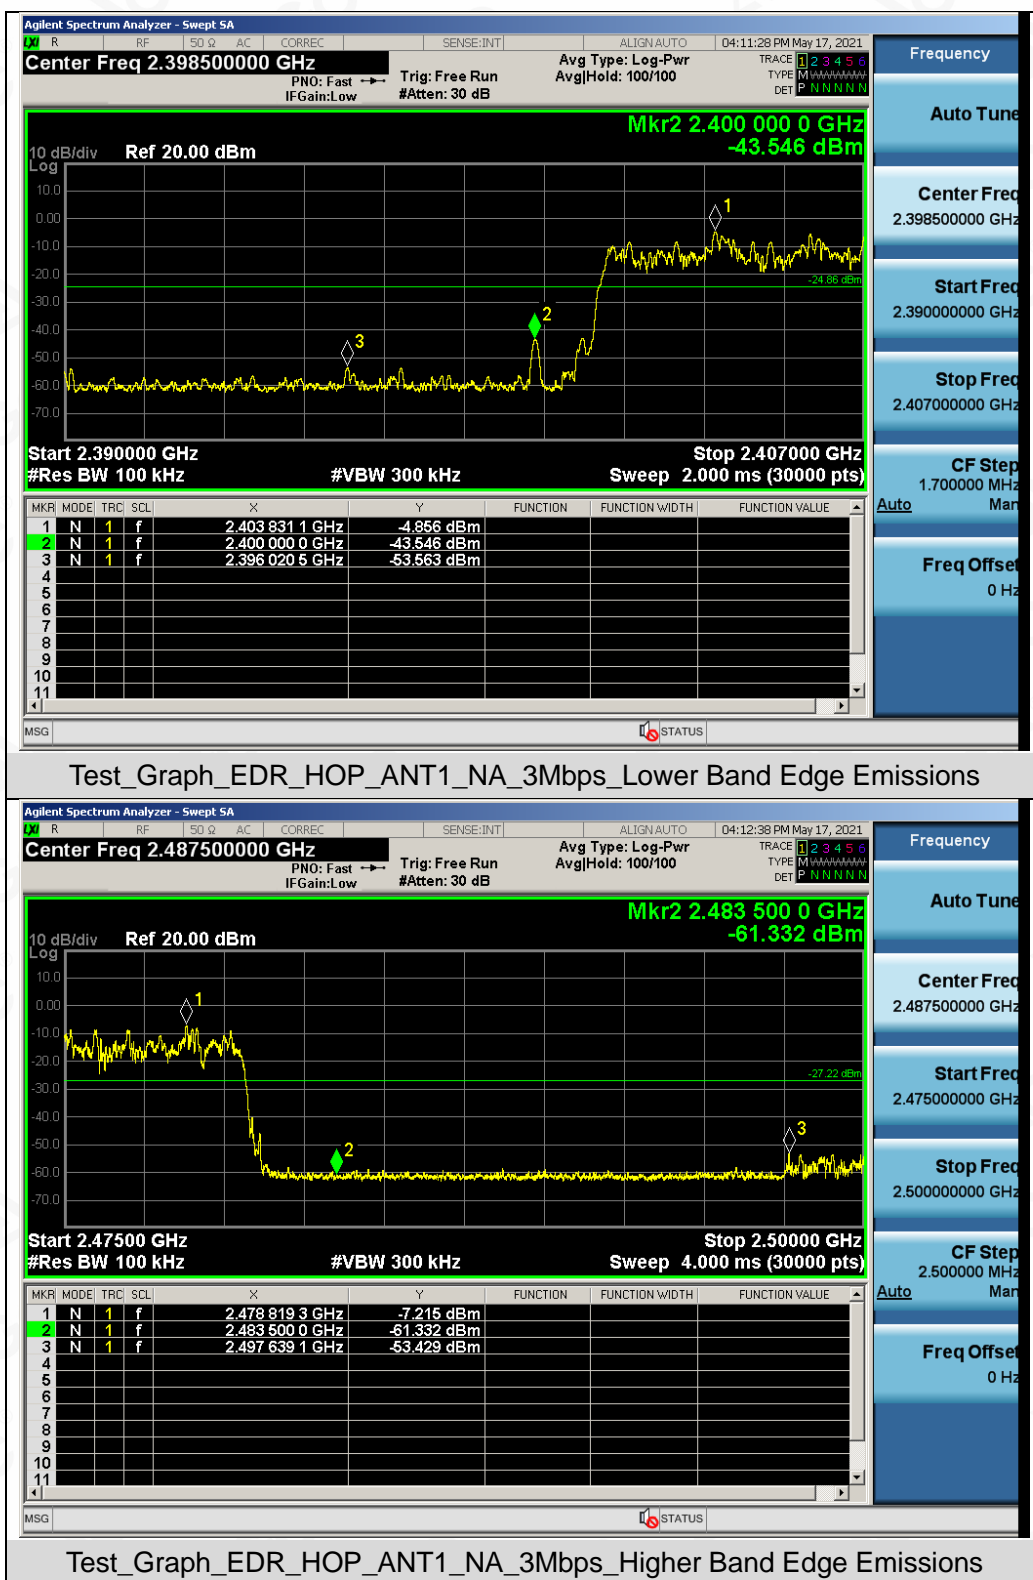 Agilent Spectrum Analyzer - Swept SA
LXI R RF 50 Ω AC CORREC SENSE:INT ALIGN AUTO 04:11:28 PM May 17, 2021
Center Freq 2.398500000 GHz
PNO: Fast
IFGain:Low
Trig: Free Run
#Atten: 30 dB
Avg Type: Log-Pwr
Avg|Hold: 100/100
TRACE 1 2 3 4 5 6
TYPE M
DET P N N N N N
Frequency
Auto Tune
Center Freq
2.398500000 GHz
Start Freq
2.390000000 GHz
Stop Freq
2.407000000 GHz
CF Step
1.700000 MHz
Auto Man
Freq Offset
0 Hz
Mkr2 2.400 000 0 GHz
-43.546 dBm
10 dB/div Ref 20.00 dBm
Log
10.0
0.00
-10.0
-20.0
-30.0
-40.0
-50.0
-60.0
-70.0
1
2
3
-24.86 dBm
Start 2.390000 GHz Stop 2.407000 GHz
#Res BW 100 kHz #VBW 300 kHz Sweep 2.000 ms (30000 pts)
MKR MODE TRC SCL X Y FUNCTION FUNCTION WIDTH FUNCTION VALUE
1 N 1 f 2.403 831 1 GHz -4.856 dBm
2 N 1 f 2.400 000 0 GHz -43.546 dBm
3 N 1 f 2.396 020 5 GHz -53.563 dBm
4
5
6
7
8
9
10
11
MSG STATUS
Test_Graph_EDR_HOP_ANT1_NA_3Mbps_Lower Band Edge Emissions
Agilent Spectrum Analyzer - Swept SA
LXI R RF 50 Ω AC CORREC SENSE:INT ALIGN AUTO 04:12:38 PM May 17, 2021
Center Freq 2.487500000 GHz
PNO: Fast
IFGain:Low
Trig: Free Run
#Atten: 30 dB
Avg Type: Log-Pwr
Avg|Hold: 100/100
TRACE 1 2 3 4 5 6
TYPE M
DET P N N N N N
Frequency
Auto Tune
Center Freq
2.487500000 GHz
Start Freq
2.475000000 GHz
Stop Freq
2.500000000 GHz
CF Step
2.500000 MHz
Auto Man
Freq Offset
0 Hz
Mkr2 2.483 500 0 GHz
-61.332 dBm
10 dB/div Ref 20.00 dBm
Log
10.0
0.00
-10.0
-20.0
-30.0
-40.0
-50.0
-60.0
-70.0
1
2
3
-27.22 dBm
Start 2.47500 GHz Stop 2.50000 GHz
#Res BW 100 kHz #VBW 300 kHz Sweep 4.000 ms (30000 pts)
MKR MODE TRC SCL X Y FUNCTION FUNCTION WIDTH FUNCTION VALUE
1 N 1 f 2.478 819 3 GHz -7.215 dBm
2 N 1 f 2.483 500 0 GHz -61.332 dBm
3 N 1 f 2.497 639 1 GHz -53.429 dBm
4
5
6
7
8
9
10
11
MSG STATUS
Test_Graph_EDR_HOP_ANT1_NA_3Mbps_Higher Band Edge Emissions